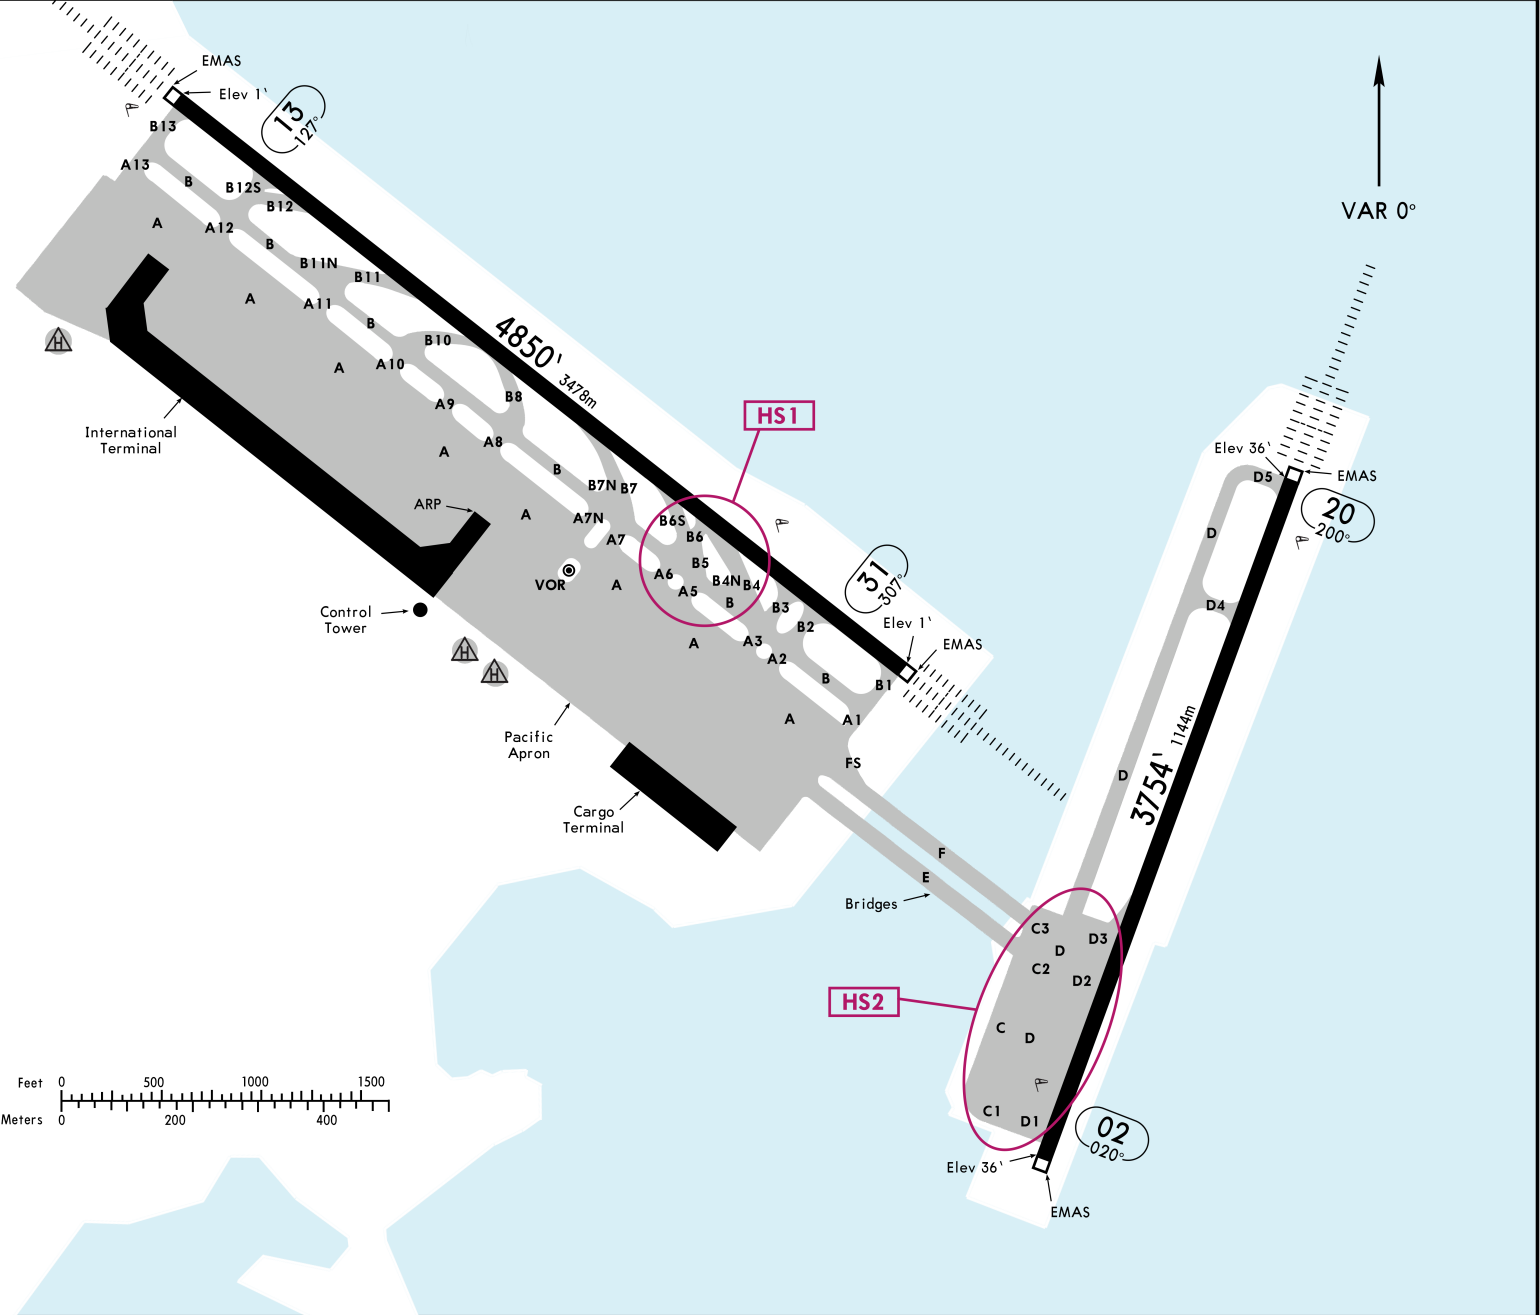 EMAS
Elev 1'
13
127°
B13
A13
B
B12S
B12
A
A12
B
B11N
B11
A
A11
B
B10
A
A10
4850'
3478m
B8
A9
A8
A
B
B7N
B7
HS1
International
Terminal
ARP
A
A7N
A7
B6S
B6
B5
B4N
B4
A6
A5
B
B3
B2
VOR
A
A
A3
A2
B
B1
A
A1
31
307°
Elev 1'
EMAS
Control
Tower
H
H
H
Pacific
Apron
FS
Cargo
Terminal
F
E
Bridges
VAR 0°
Elev 36'
EMAS
D5
20
200°
D
D4
D
3754'
1144m
C3
D3
D
C2
D2
HS2
C
D
C1
D1
02
020°
Elev 36'
EMAS
Feet
0
500
1000
1500
Meters
0
200
400